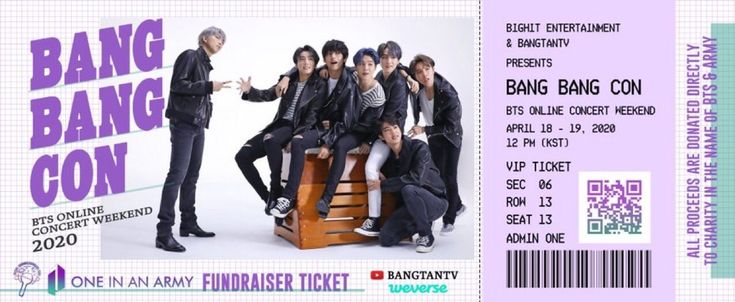 BANG
BANG
CON
BTS ONLINE
CONCERT WEEKEND
2020
ONE IN AN ARMY FUNDRAISER TICKET
BANGTANTV
weverse
BIGHIT ENTERTAINMENT
& BANGTANTV
PRESENTS
BANG BANG CON
BTS ONLINE CONCERT WEEKEND
APRIL 18 - 19, 2020
12 PM (KST)
VIP TICKET
SEC 06
ROW 13
SEAT 13
ADMIN ONE
ALL PROCEEDS ARE DONATED DIRECTLY
TO CHARITY IN THE NAME OF BTS & ARMY